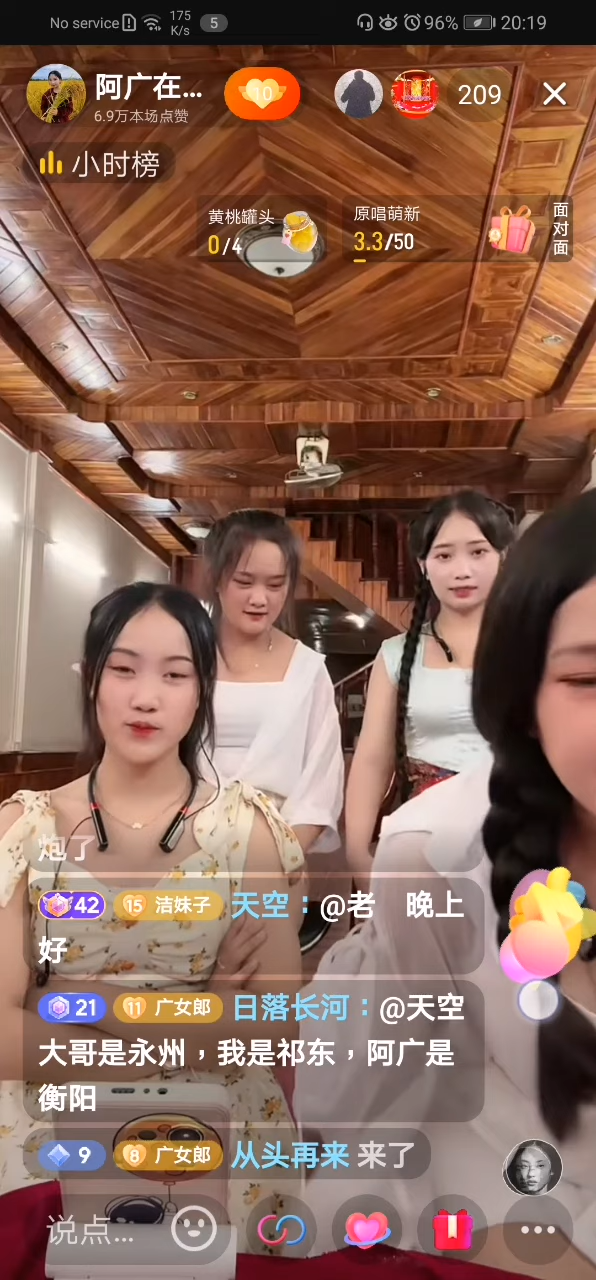 No service 175 K/s 5 96% 20:19
阿广在... 10 209
6.9万本场点赞
小时榜
黄桃罐头 0/4
原唱萌新 3.3/50
面对面
炮了
42 15 洁妹子 天空：@老 晚上
好
21 11 广女郎 日落长河：@天空
大哥是永州，我是祁东，阿广是
衡阳
9 8 广女郎 从头再来 来了
说点...